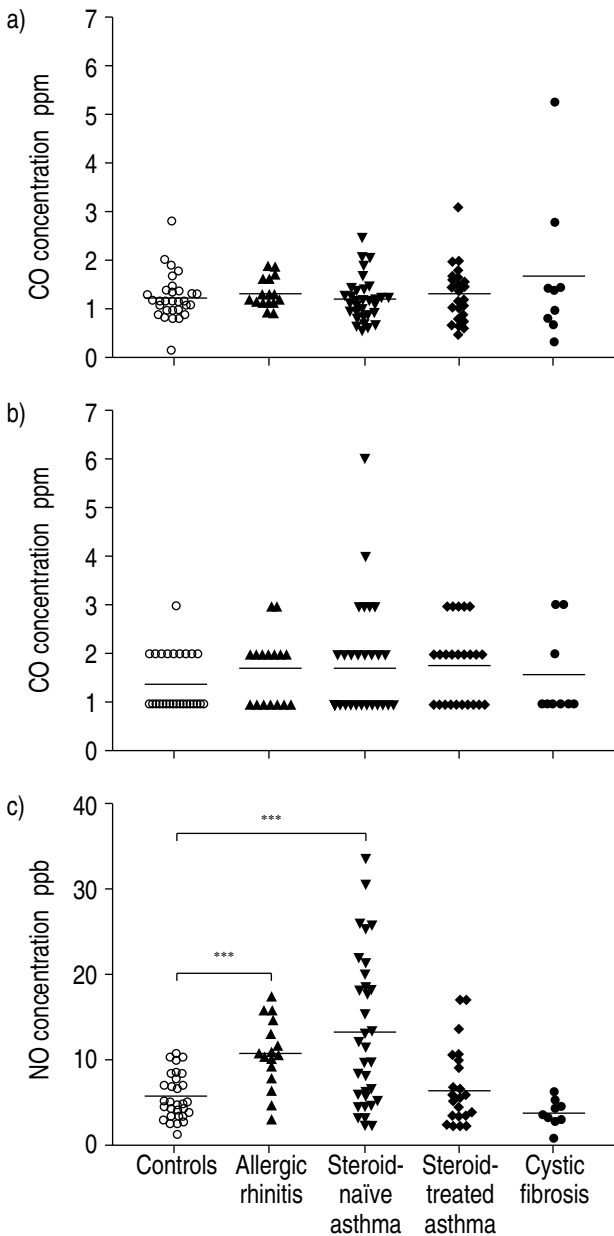 a)
7
6
5
4
3
2
1
0
CO concentration ppm
b)
7
6
5
4
3
2
1
0
CO concentration ppm
c)
40
30
20
10
0
NO concentration ppb
***
***
Controls
Allergic
rhinitis
Steroid-
naïve
asthma
Steroid-
treated
asthma
Cystic
fibrosis